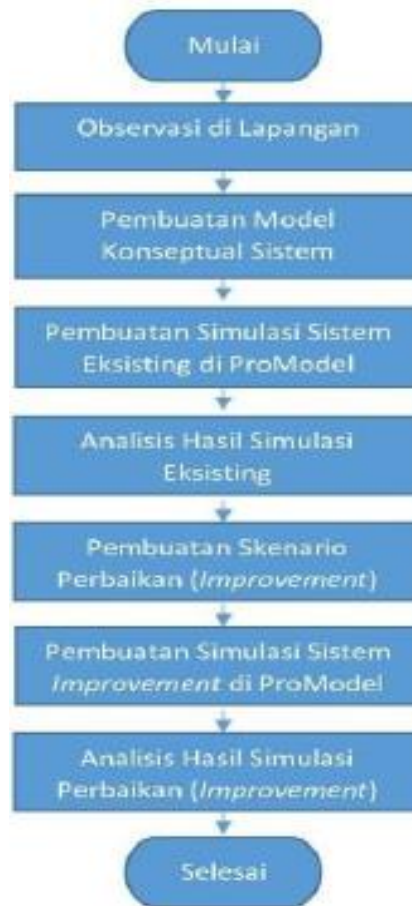 Mulai
Observasi di Lapangan
Pembuatan Model
Konseptual Sistem
Pembuatan Simulasi Sistem
Eksisting di ProModel
Analisis Hasil Simulasi
Eksisting
Pembuatan Skenario
Perbaikan (Improvement)
Pembuatan Simulasi Sistem
Improvement di ProModel
Analisis Hasil Simulasi
Perbaikan (Improvement)
Selesai